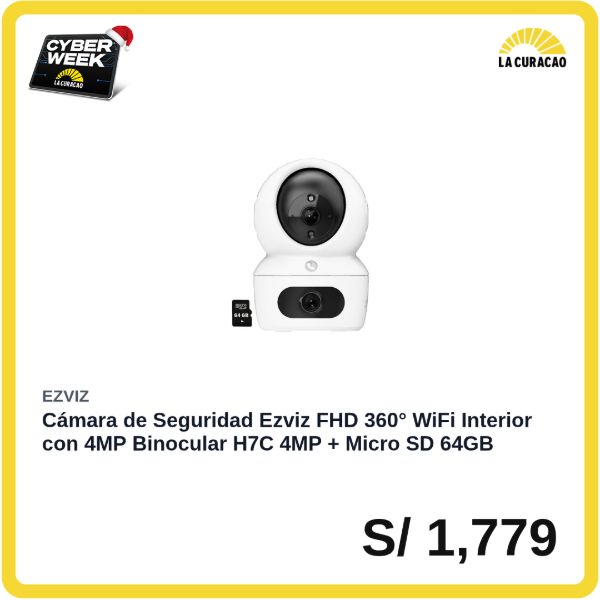 CYBER
WEEK
LA CURACAO
LA CURACAO
64 GB
EZVIZ
Cámara de Seguridad Ezviz FHD 360° WiFi Interior
con 4MP Binocular H7C 4MP + Micro SD 64GB
S/ 1,779